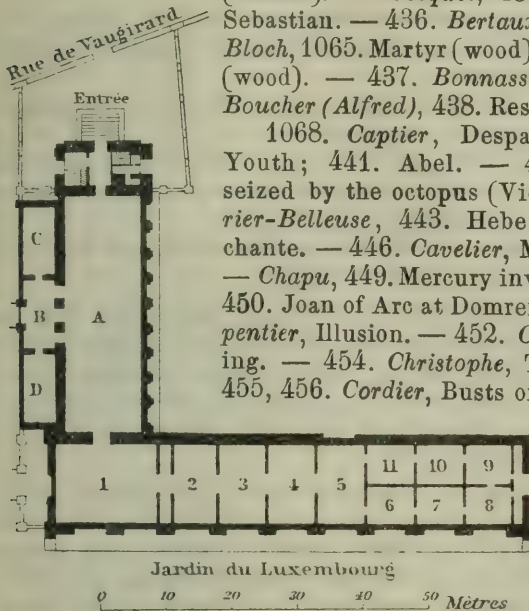 Sebastian. — 436. Bertaux
Bloch, 1065. Martyr (wood)
(wood). — 437. Bonnass
Boucher (Alfred), 438. Res
1068. Captier, Despa
Youth; 441. Abel. — 4
seized by the octopus (Vi
rier-Belleuse, 443. Hebe
chante. — 446. Cavelier, M
— Chapu, 449. Mercury inv
450. Joan of Arc at Domre
pentier, Illusion. — 452. C
ing. — 454. Christophe, T
455, 456. Cordier, Busts o
Rue de Vaugirard
Entrée
C
B
A
D
1 2 3 4 5
11 10 9
6 7 8
Jardin du Luxembourg
0 10 20 30 40 50 Mètres